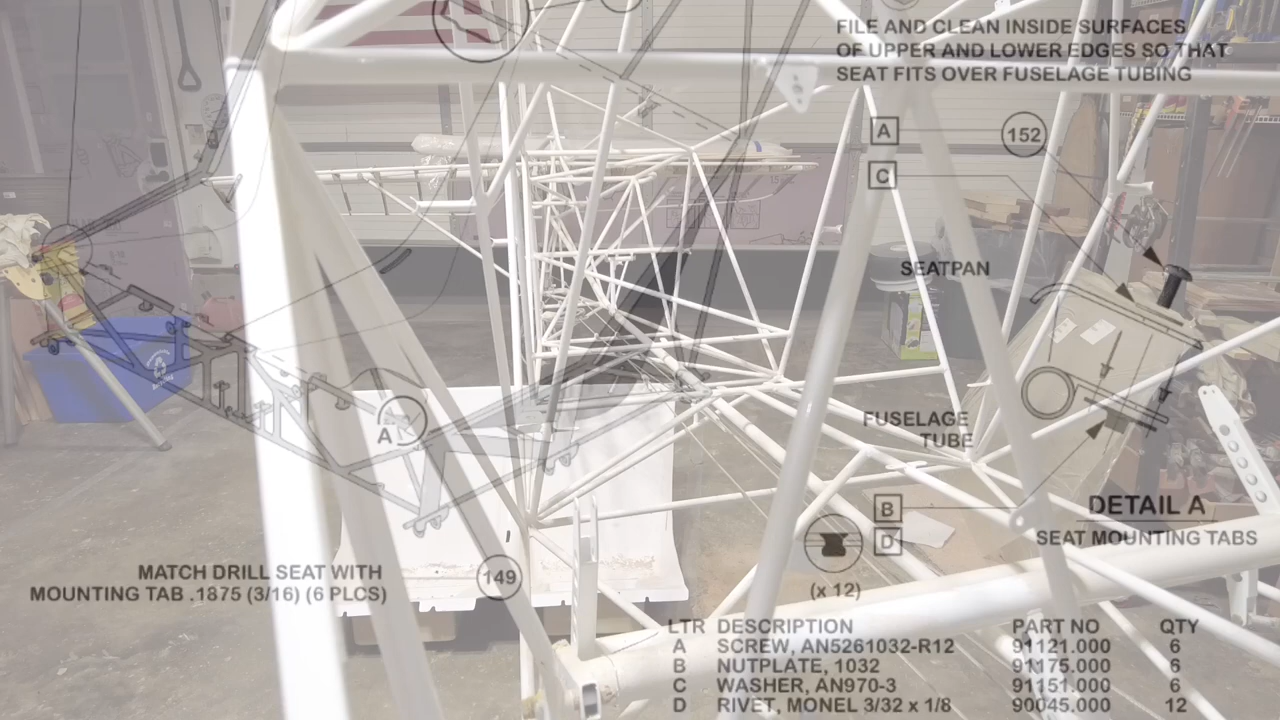 FILE AND CLEAN INSIDE SURFACES
OF UPPER AND LOWER EDGES SO THAT
SEAT FITS OVER FUSELAGE TUBING
A
152
C
SEATPAN
A
FUSELAGE
TUBE
B
DETAIL A
D
SEAT MOUNTING TABS
MATCH DRILL SEAT WITH
149
MOUNTING TAB .1875 (3/16) (6 PLCS)
(x 12)
LTR DESCRIPTION PART NO QTY
A SCREW, AN5261032-R12 91121.000 6
B NUTPLATE, 1032 91175.000 6
C WASHER, AN970-3 91151.000 6
D RIVET, MONEL 3/32 x 1/8 90045.000 12